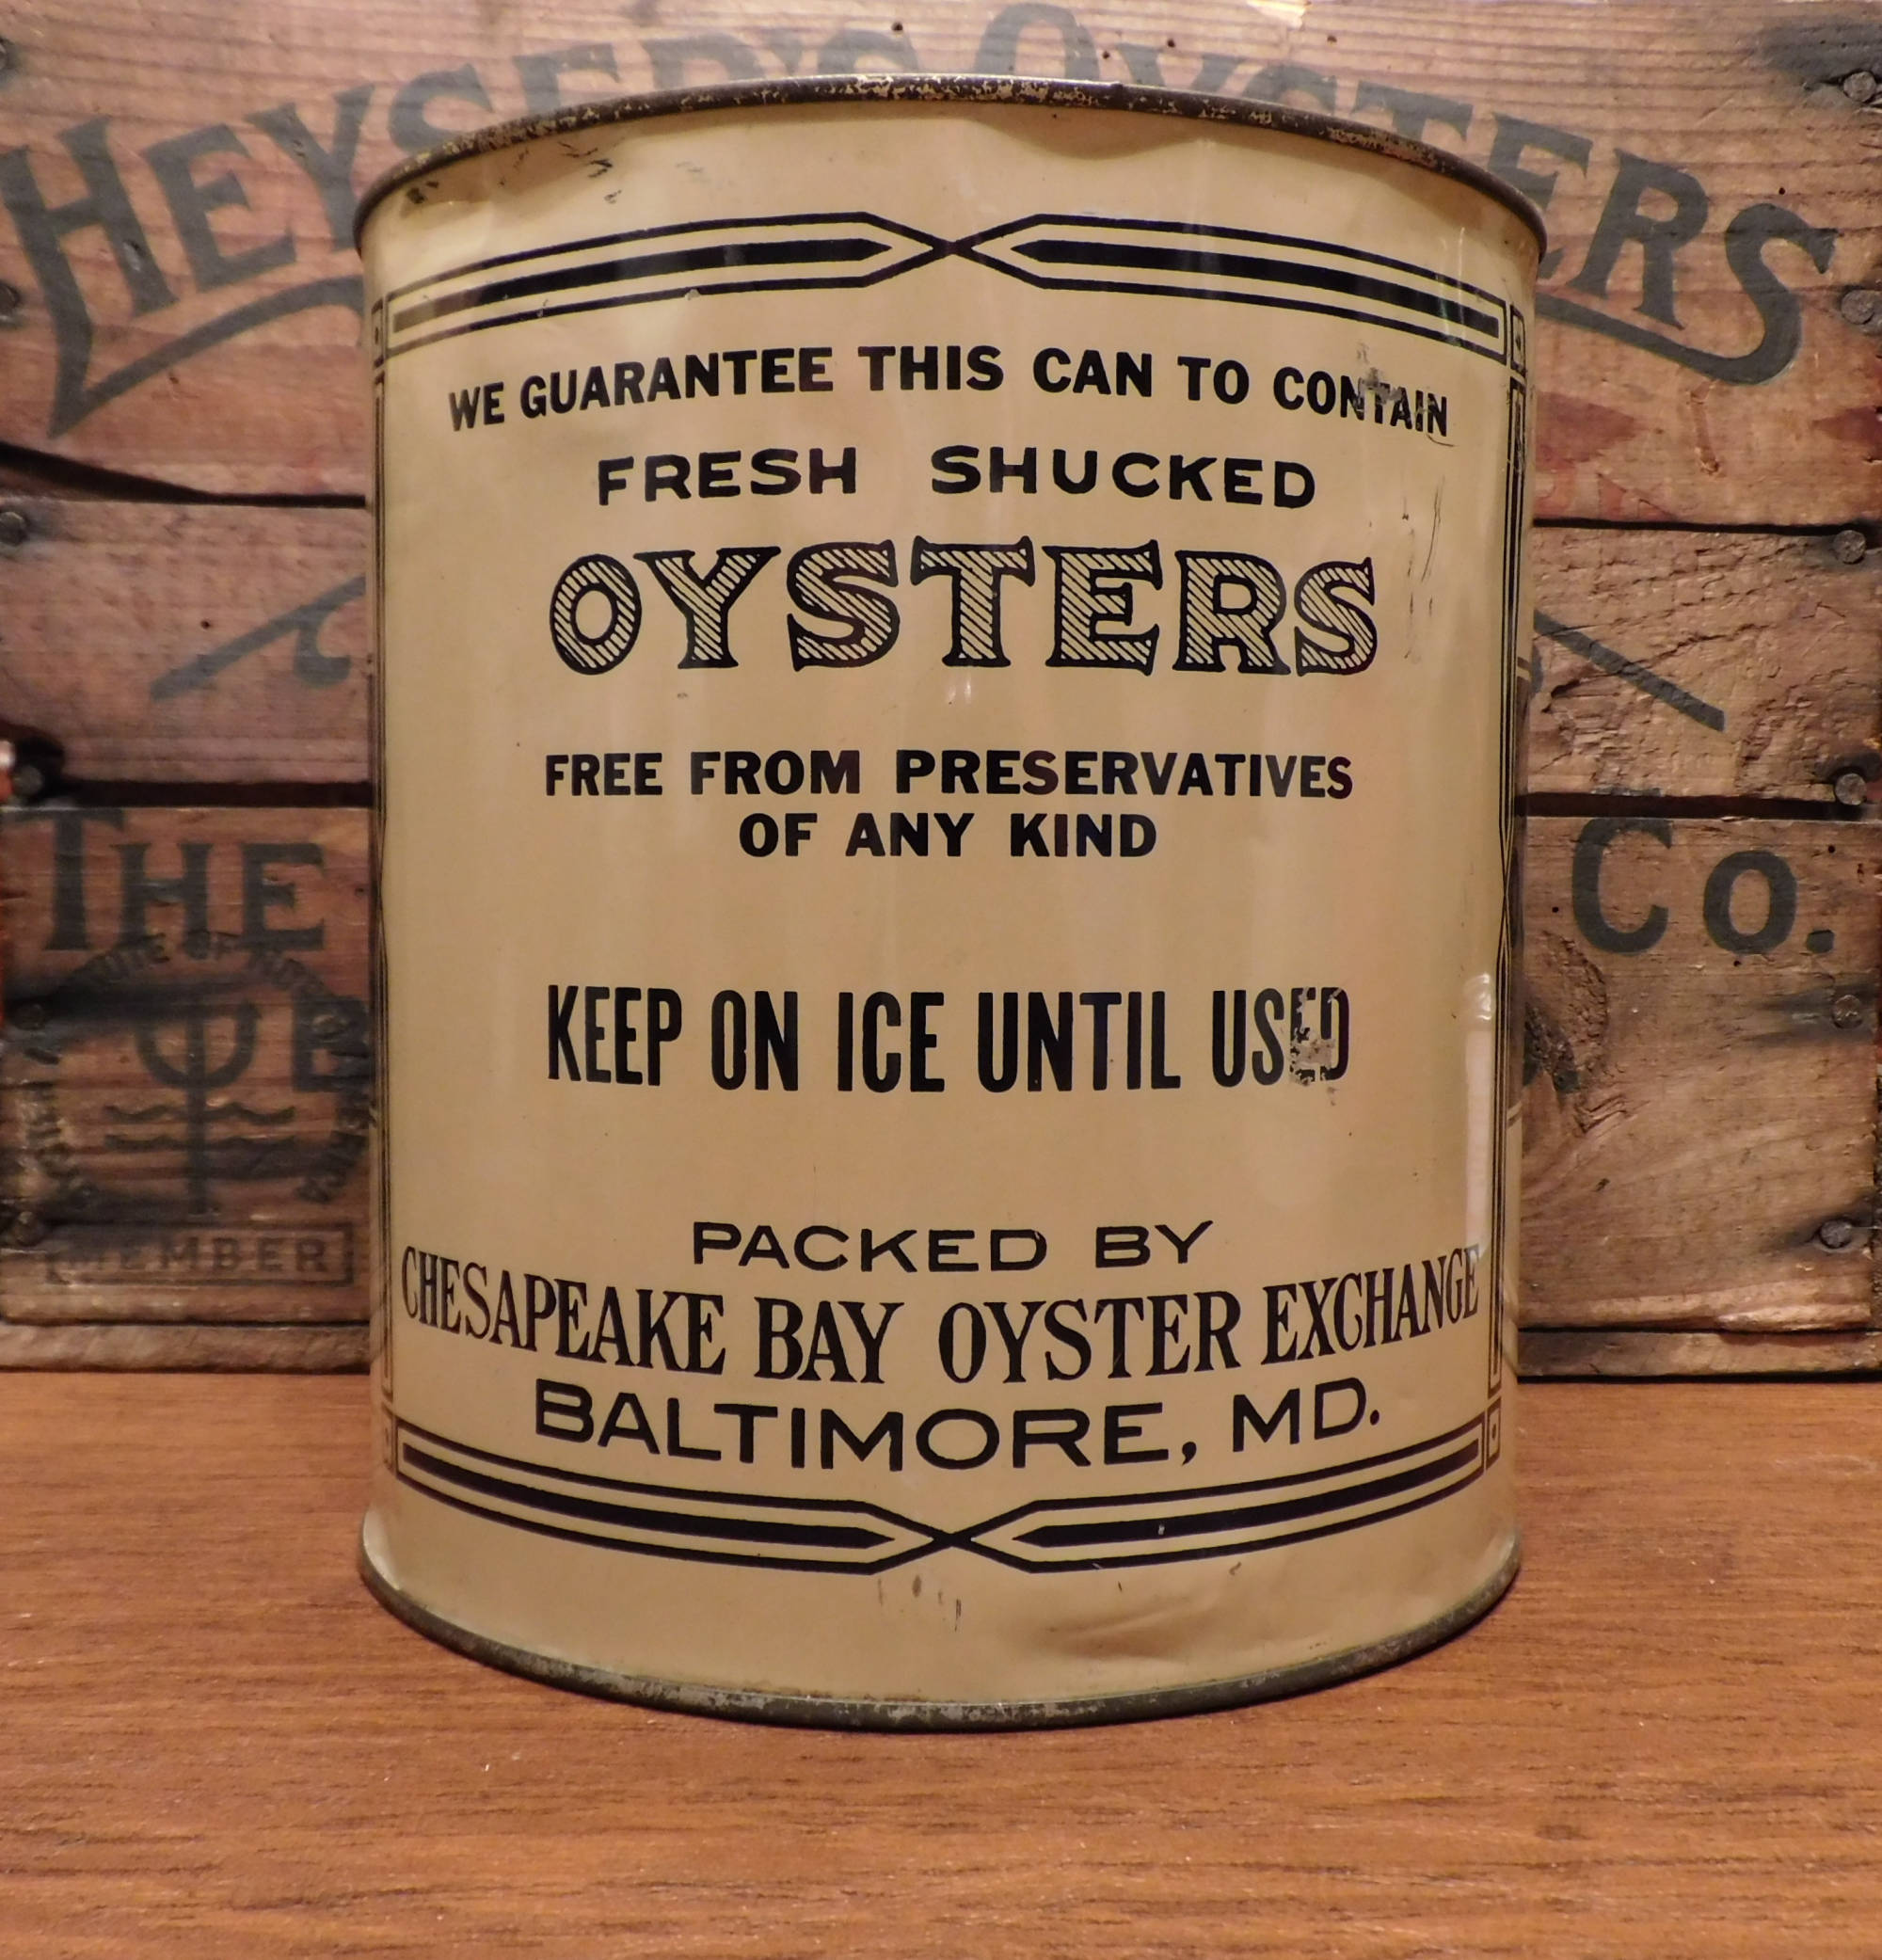 HEYSER'S OYSTERS
WE GUARANTEE THIS CAN TO CONTAIN
FRESH SHUCKED
OYSTERS
FREE FROM PRESERVATIVES
OF ANY KIND
KEEP ON ICE UNTIL USED
PACKED BY
CHESAPEAKE BAY OYSTER EXCHANGE
BALTIMORE, MD.
THE
Co.
MEMBER